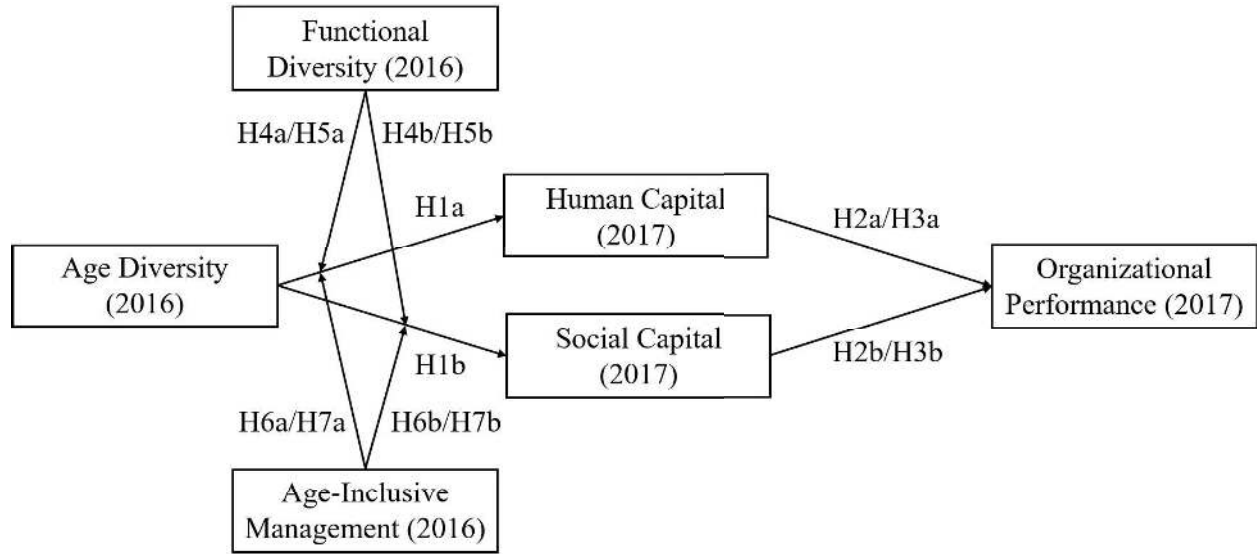 Functional
Diversity (2016)
H4a/H5a
H4b/H5b
H1a
Human Capital
(2017)
H2a/H3a
Age Diversity
(2016)
Organizational
Performance (2017)
Social Capital
(2017)
H1b
H2b/H3b
H6a/H7a
H6b/H7b
Age-Inclusive
Management (2016)